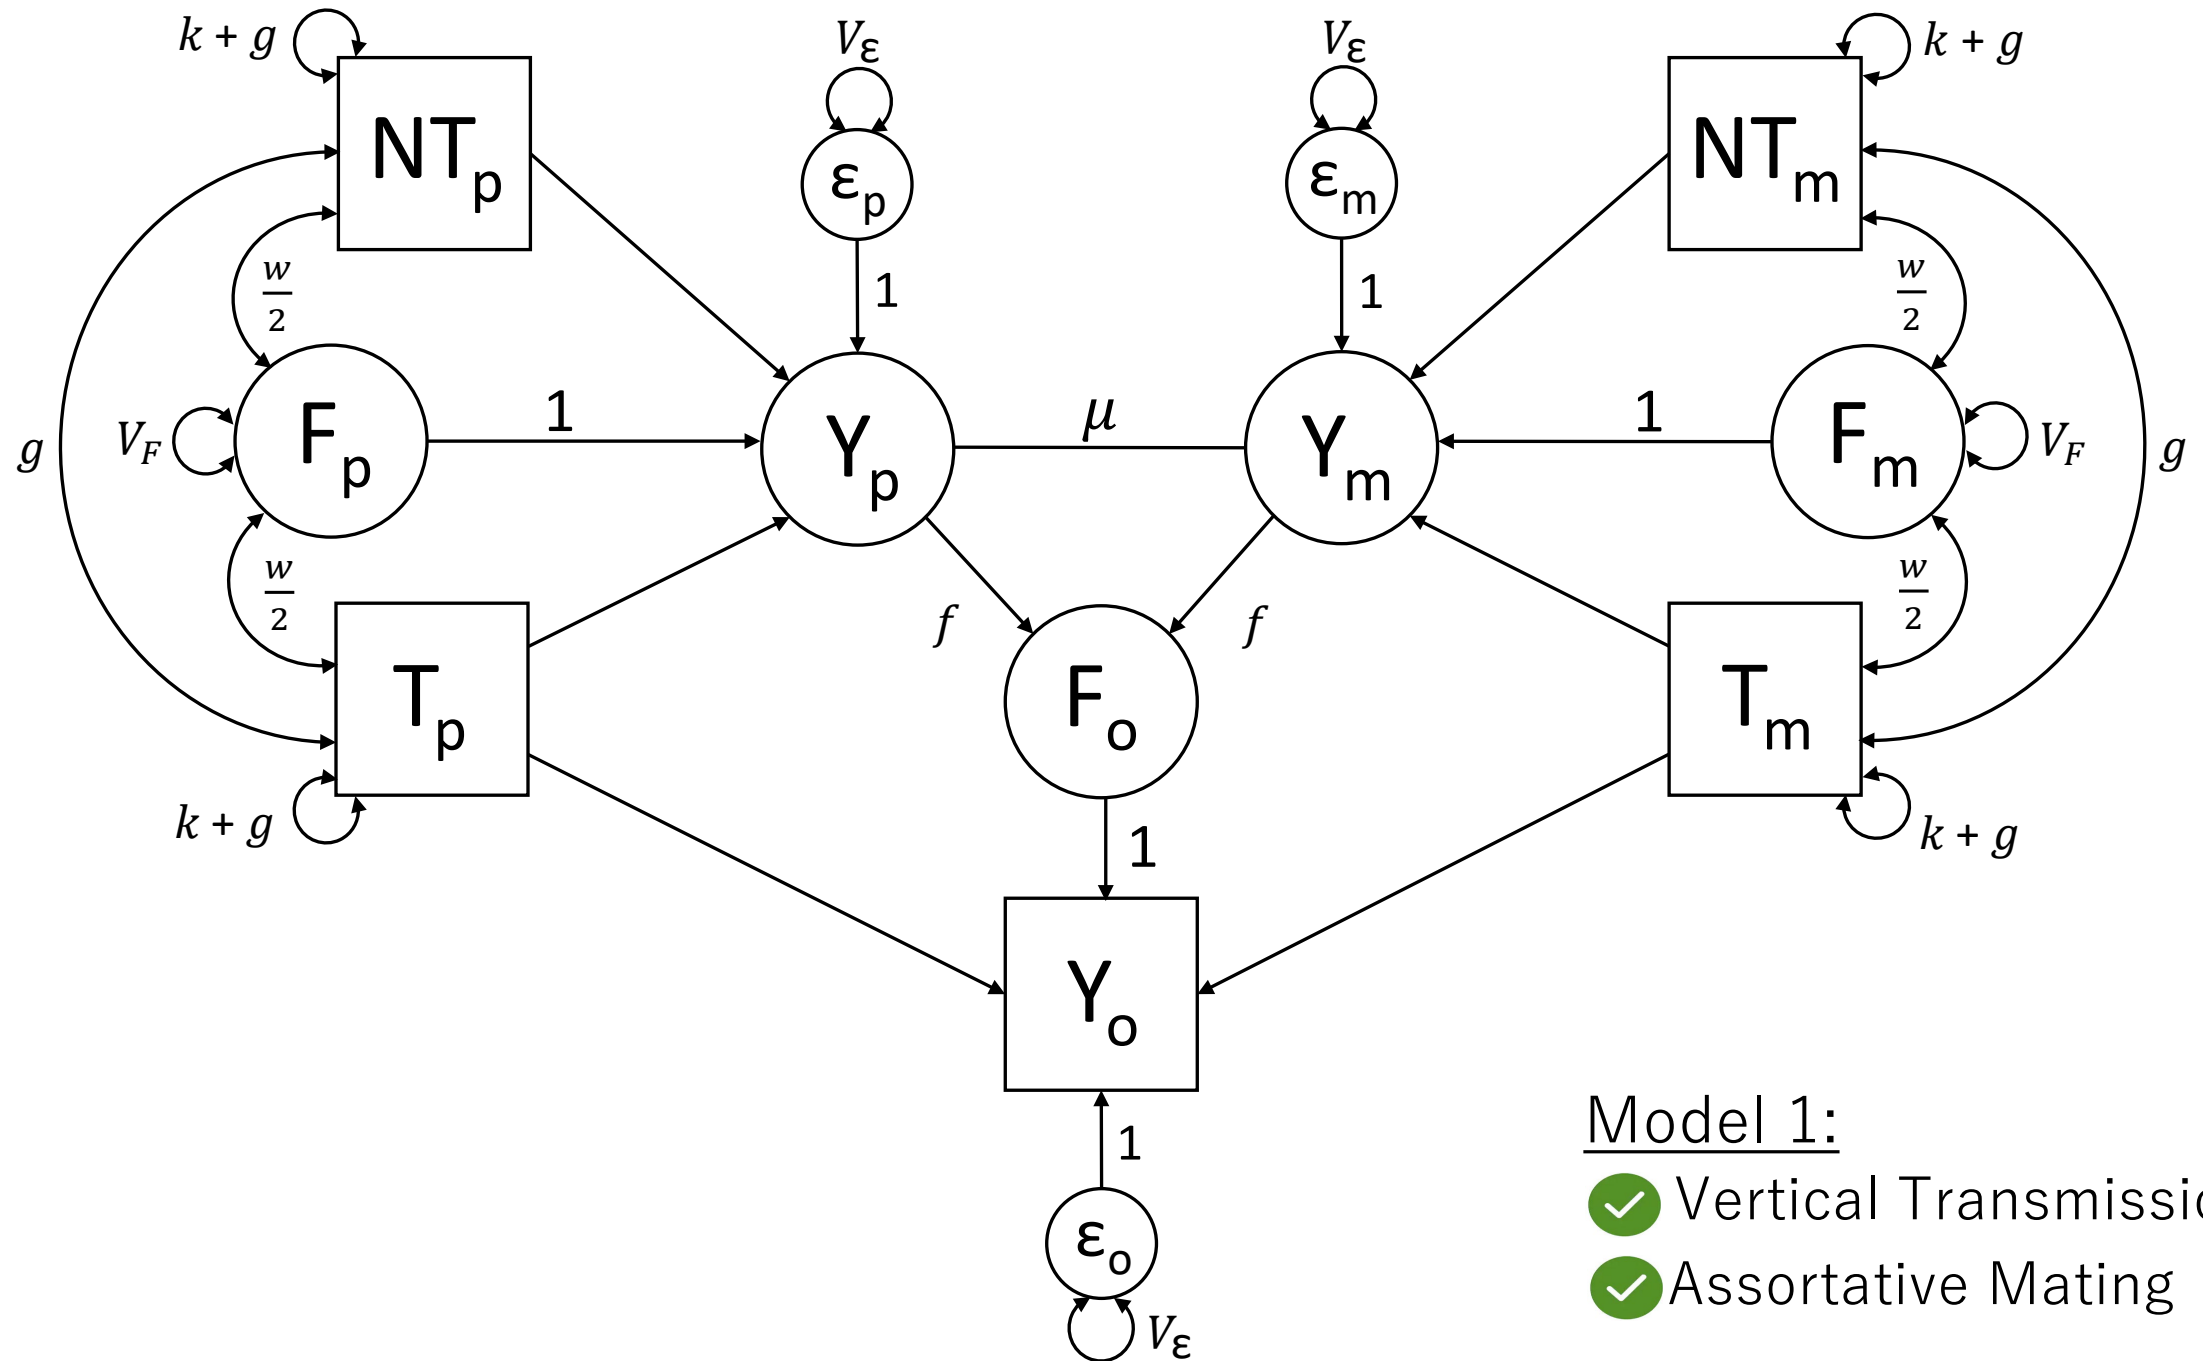 k + g
Vε
Vε
k + g
NTp
εp
εm
NTm
w/2
1
1
w/2
g
VF
Fp
1
Yp
μ
Ym
1
Fm
VF
g
w/2
f
f
w/2
Tp
Fo
Tm
k + g
1
k + g
Yo
1
εo
Vε
Model 1:
Vertical Transmissi
Assortative Mating